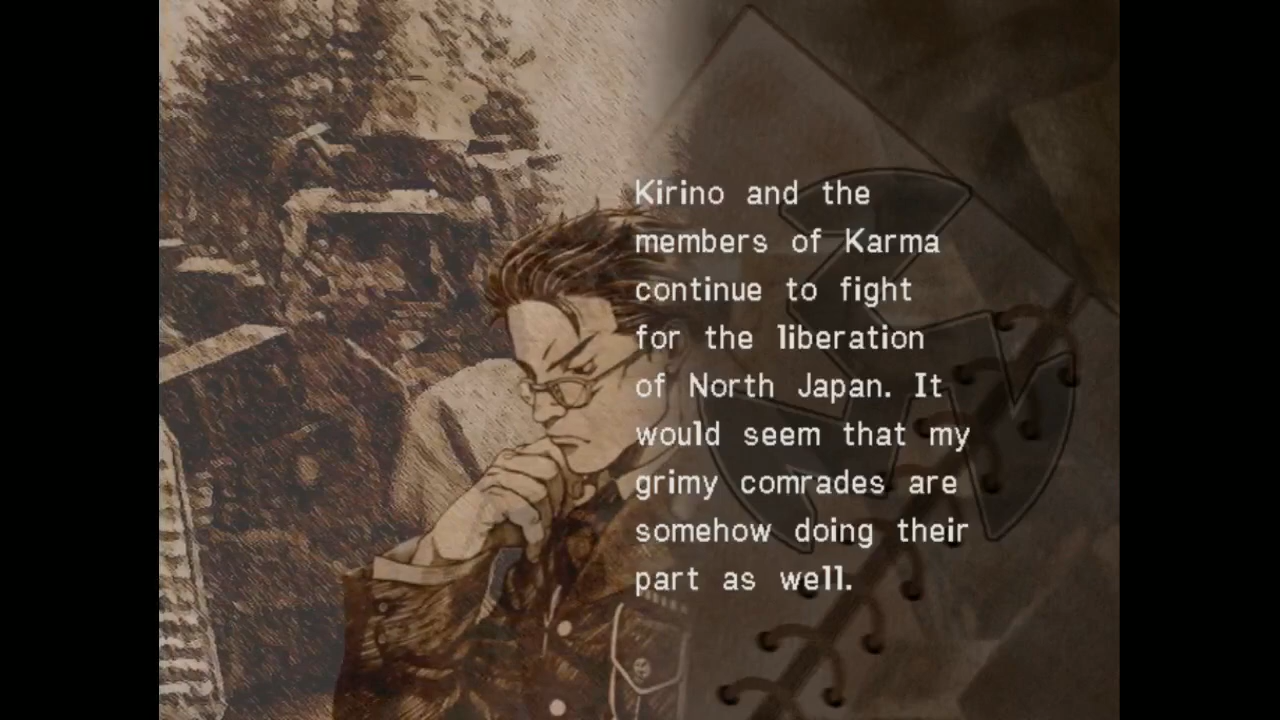 Kirino and the
members of Karma
continue to fight
for the liberation
of North Japan. It
would seem that my
grimy comrades are
somehow doing their
part as well.